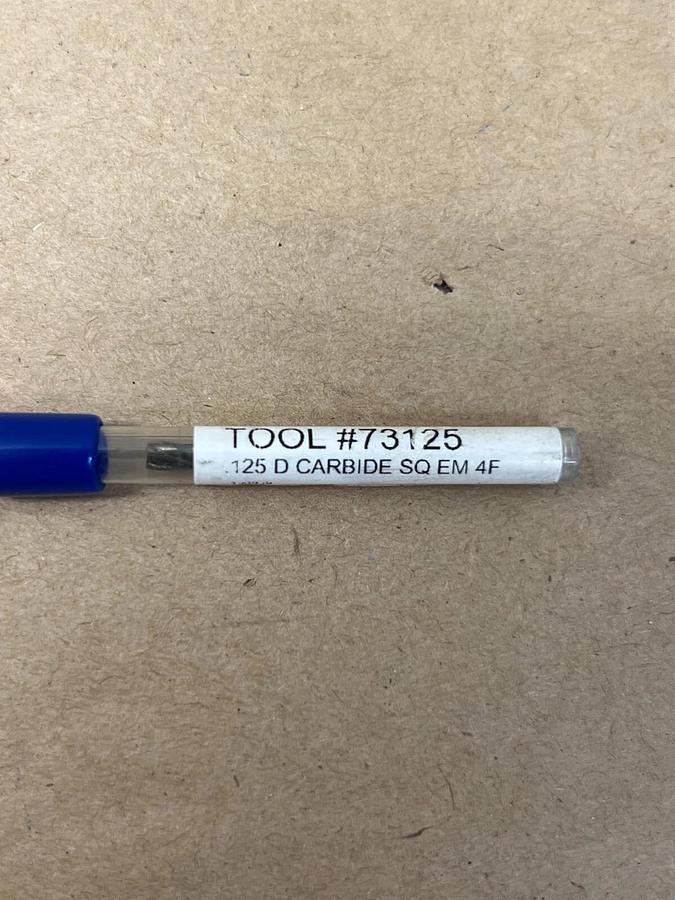 TOOL #73125
.125 D CARBIDE SQ EM 4F